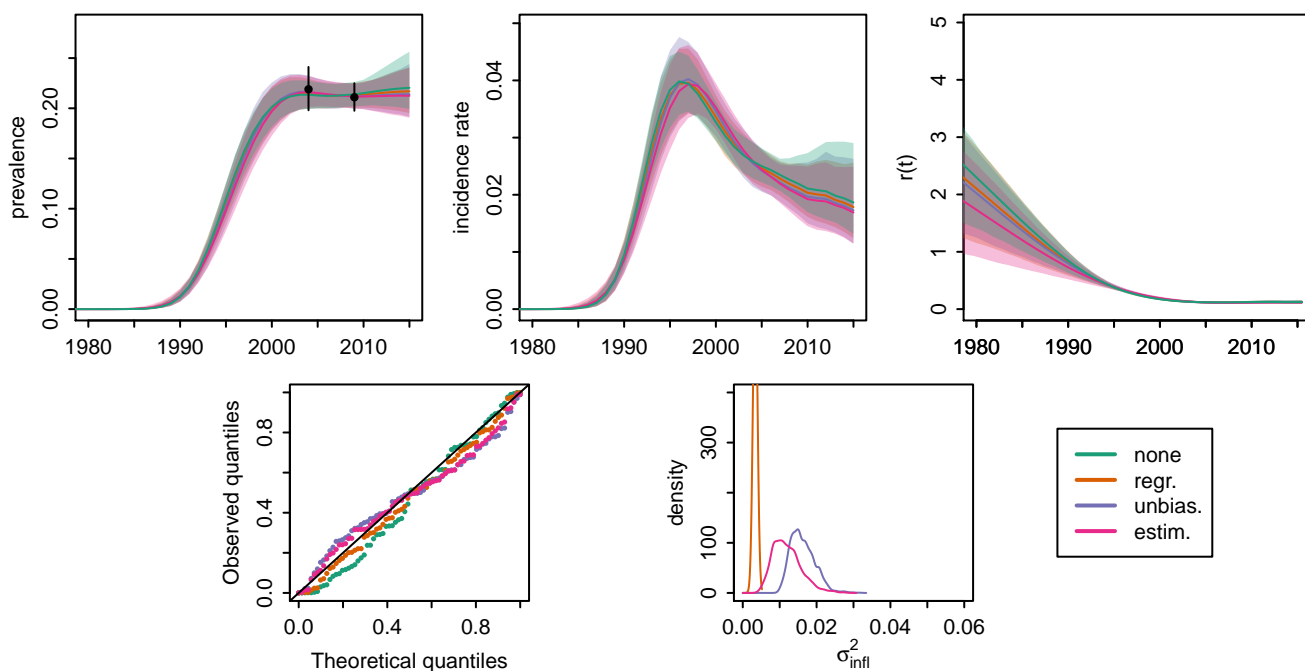 prevalence
0.00
0.10
0.20
1980 1990 2000 2010
incidence rate
0.00
0.02
0.04
1980 1990 2000 2010
r(t)
0
1
2
3
4
5
1980 1990 2000 2010
Observed quantiles
0.0
0.4
0.8
0.0 0.4 0.8
Theoretical quantiles
density
0
100
300
0.00 0.02 0.04 0.06
σ²infl
none
regr.
unbias.
estim.